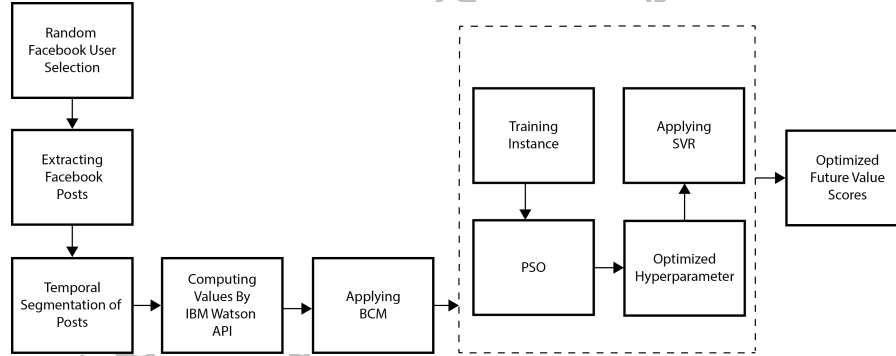 Random
Facebook User
Selection
Extracting
Facebook
Posts
Temporal
Segmentation of
Posts
Computing
Values By
IBM Watson
API
Applying
BCM
Training
Instance
PSO
Optimized
Hyperparameter
Applying
SVR
Optimized
Future Value
Scores